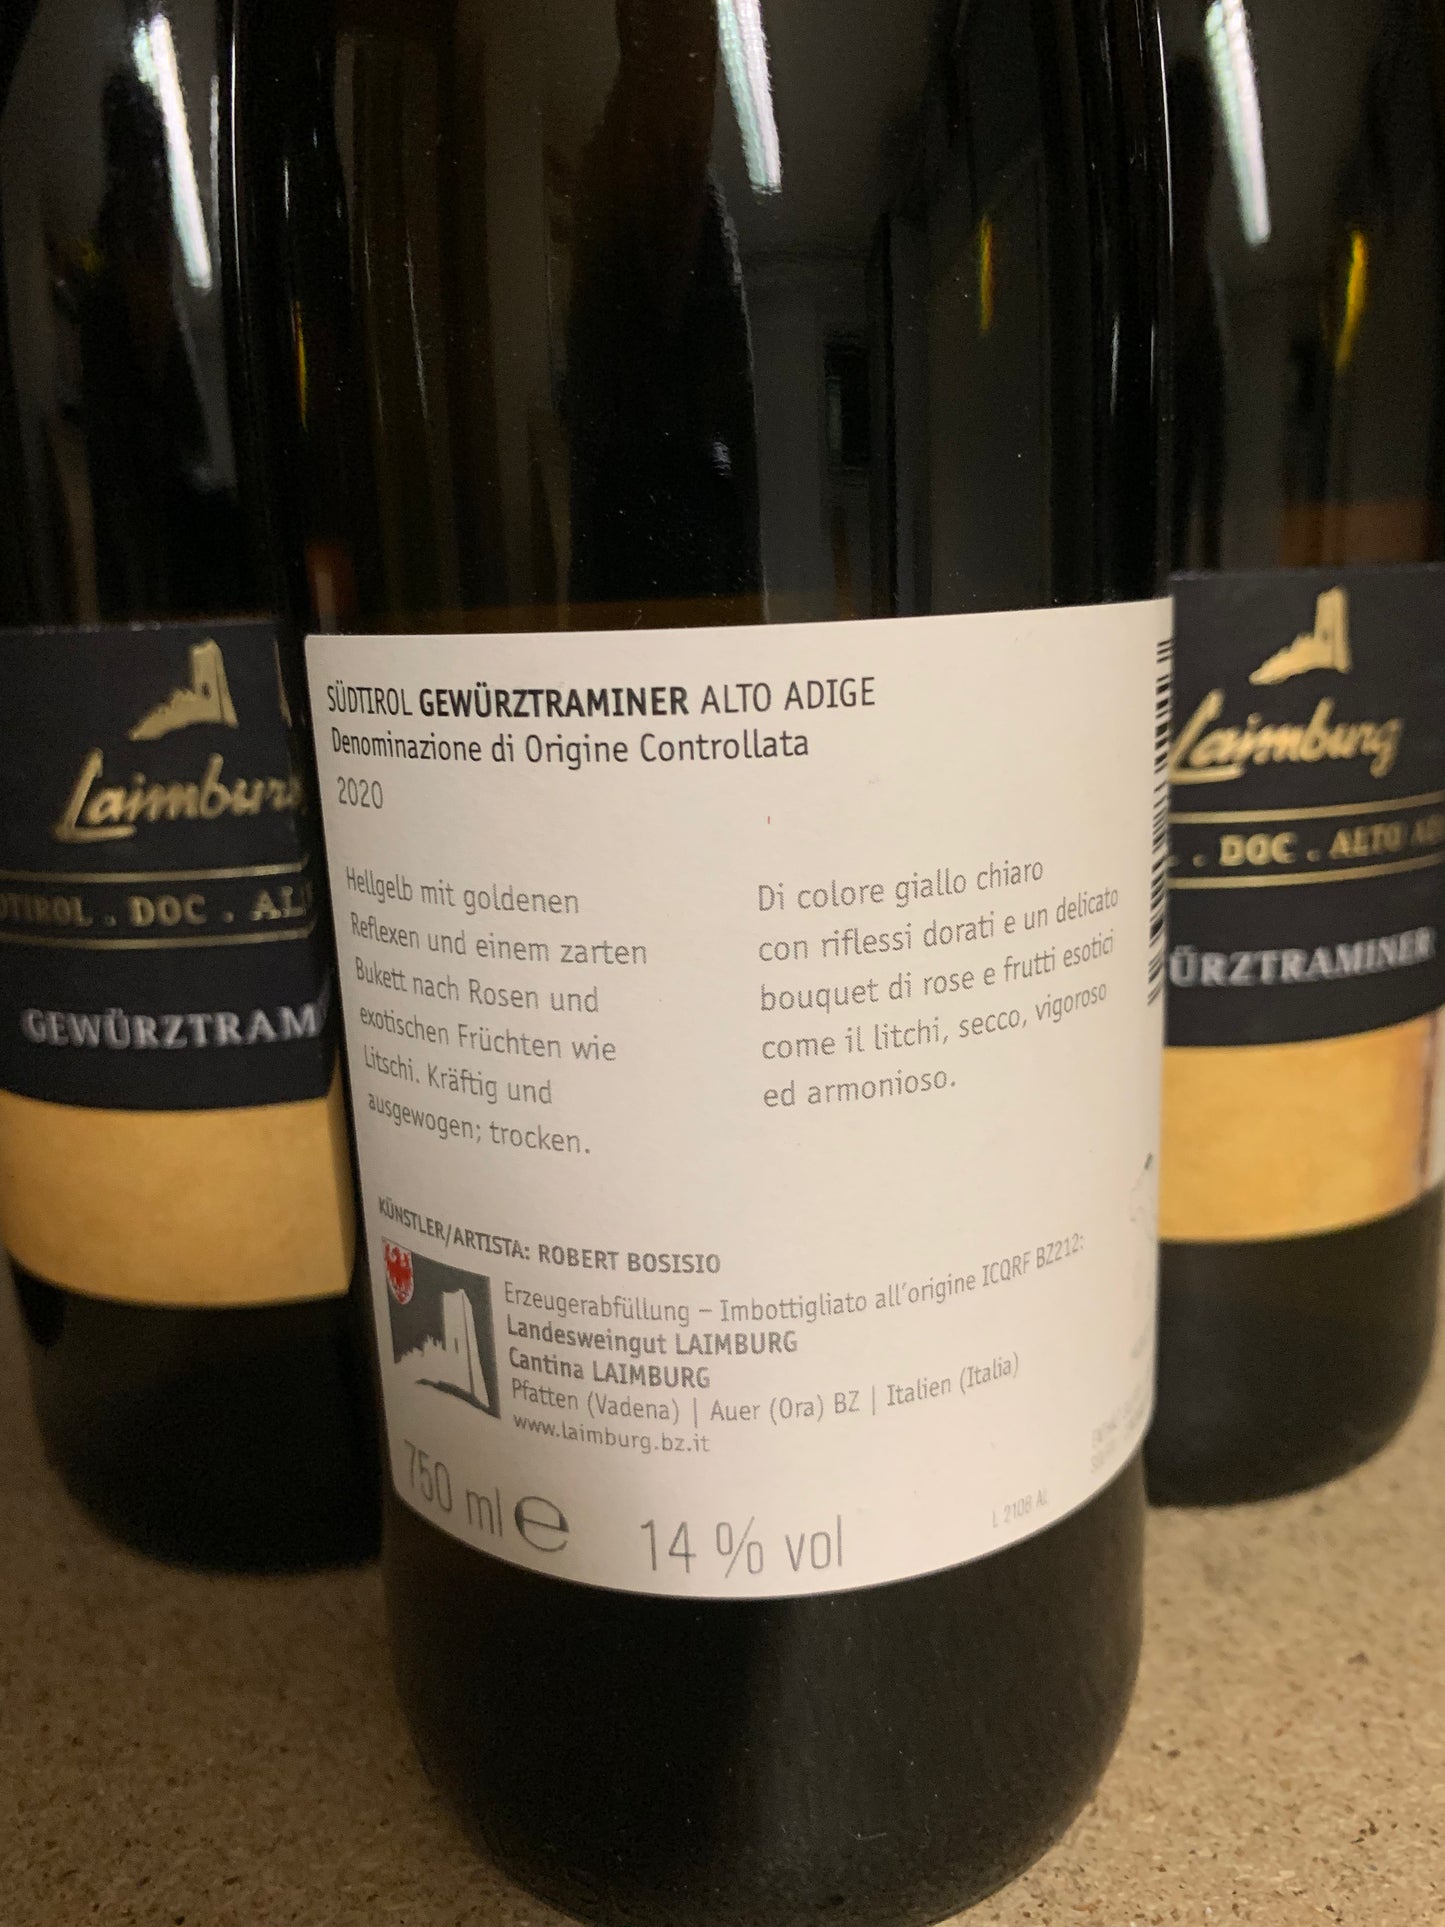 SÜDTIROL GEWÜRZTRAMINER ALTO ADIGE
Denominazione di Origine Controllata
2020
Hellgelb mit goldenen
Reflexen und einem zarten
Bukett nach Rosen und
exotischen Früchten wie
Litschi. Kräftig und
ausgewogen; trocken.
Di colore giallo chiaro
con riflessi dorati e un delicato
bouquet di rose e frutti esotici
come il litchi, secco, vigoroso
ed armonioso.
KÜNSTLER/ARTISTA: ROBERT BOSISIO
Erzeugerabfüllung – Imbottigliato all'origine ICQRF BZ212:
Landesweingut LAIMBURG
Cantina LAIMBURG
Pfatten (Vadena) | Auer (Ora) BZ | Italien (Italia)
www.laimburg.bz.it
750 ml e 14 % vol
L 2108 AL
Laimburg
DTIROL . DOC . AL
GEWÜRZTRAM
Laimburg
. DOC . ALTO AD
ÜRZTRAMINER